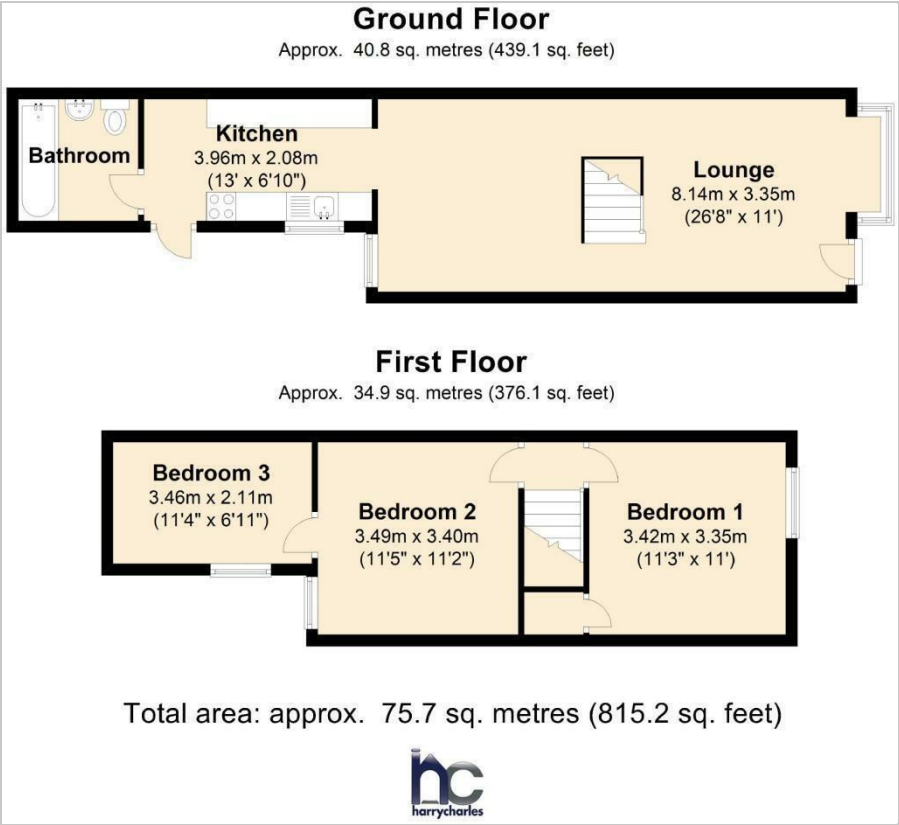 Ground Floor
Approx. 40.8 sq. metres (439.1 sq. feet)
Bathroom
Kitchen
3.96m x 2.08m
(13' x 6'10")
Lounge
8.14m x 3.35m
(26'8" x 11')
First Floor
Approx. 34.9 sq. metres (376.1 sq. feet)
Bedroom 3
3.46m x 2.11m
(11'4" x 6'11")
Bedroom 2
3.49m x 3.40m
(11'5" x 11'2")
Bedroom 1
3.42m x 3.35m
(11'3" x 11')
Total area: approx. 75.7 sq. metres (815.2 sq. feet)
hc
harrycharles